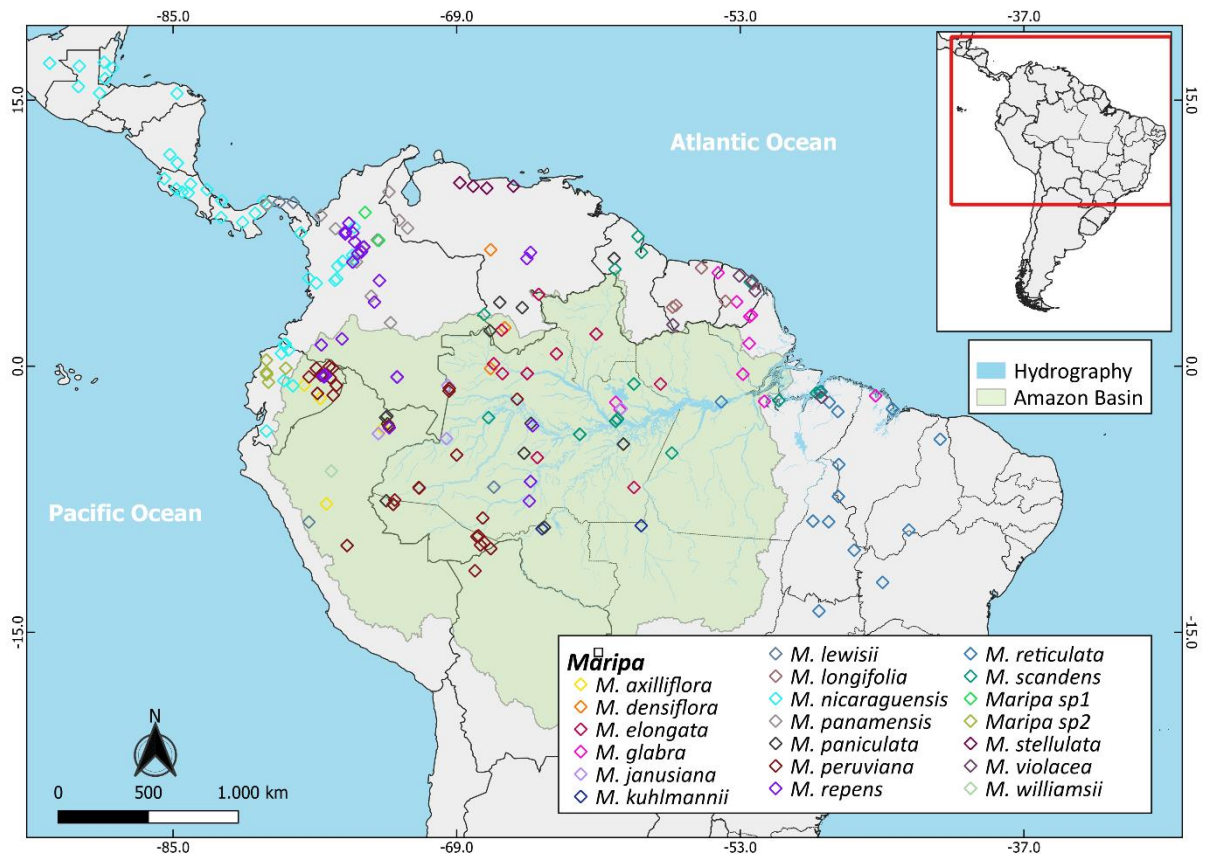 -85.0 -69.0 -53.0 -37.0
15.0 15.0
Atlantic Ocean
0.0 0.0
Hydrography
Amazon Basin
Pacific Ocean
-15.0 -15.0
Maripa
M. axilliflora
M. densiflora
M. elongata
M. glabra
M. janusiana
M. kuhlmannii
M. lewisii
M. longifolia
M. nicaraguensis
M. panamensis
M. paniculata
M. peruviana
M. repens
M. reticulata
M. scandens
Maripa sp1
Maripa sp2
M. stellulata
M. violacea
M. williamsii
N
0 500 1.000 km
-85.0 -69.0 -53.0 -37.0